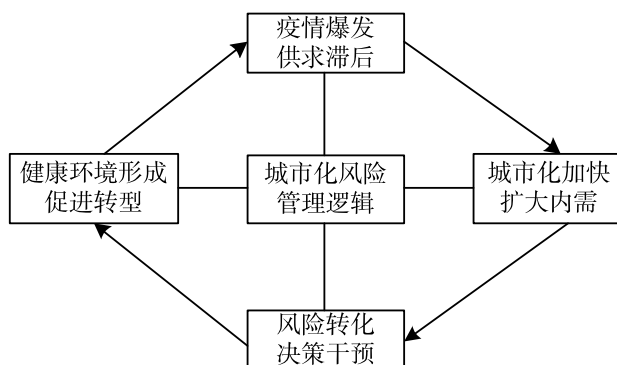 疫情爆发
供求滞后
健康环境形成
促进转型
城市化风险
管理逻辑
城市化加快
扩大内需
风险转化
决策干预